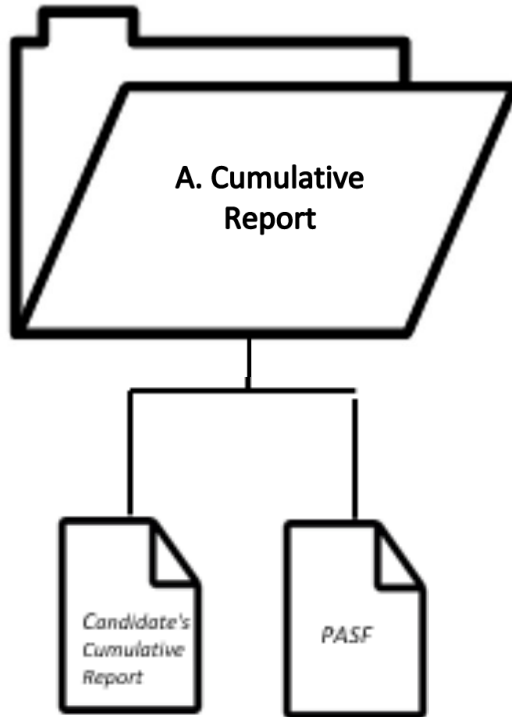 A. Cumulative
Report
Candidate's
Cumulative
Report
PASF